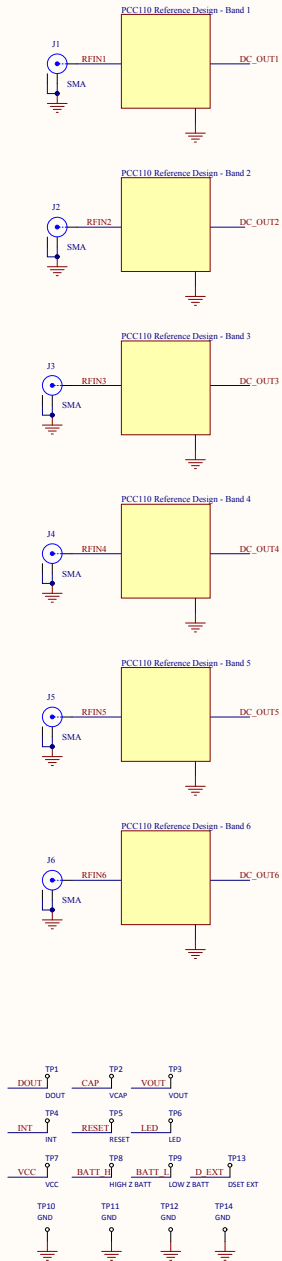 PCC110 Reference Design - Band 1
J1
RFIN1
DC_OUT1
SMA
PCC110 Reference Design - Band 2
J2
RFIN2
DC_OUT2
SMA
PCC110 Reference Design - Band 3
J3
RFIN3
DC_OUT3
SMA
PCC110 Reference Design - Band 4
J4
RFIN4
DC_OUT4
SMA
PCC110 Reference Design - Band 5
J5
RFIN5
DC_OUT5
SMA
PCC110 Reference Design - Band 6
J6
RFIN6
DC_OUT6
SMA
TP1 TP2 TP3
DOUT CAP VOUT
DOUT VCAP VOUT
TP4 TP5 TP6
INT RESET LED
INT RESET LED
TP7 TP8 TP9 TP13
VCC BATT_H BATT_L D_EXT
VCC HIGH Z BATT LOW Z BATT DSET EXT
TP10 TP11 TP12 TP14
GND GND GND GND